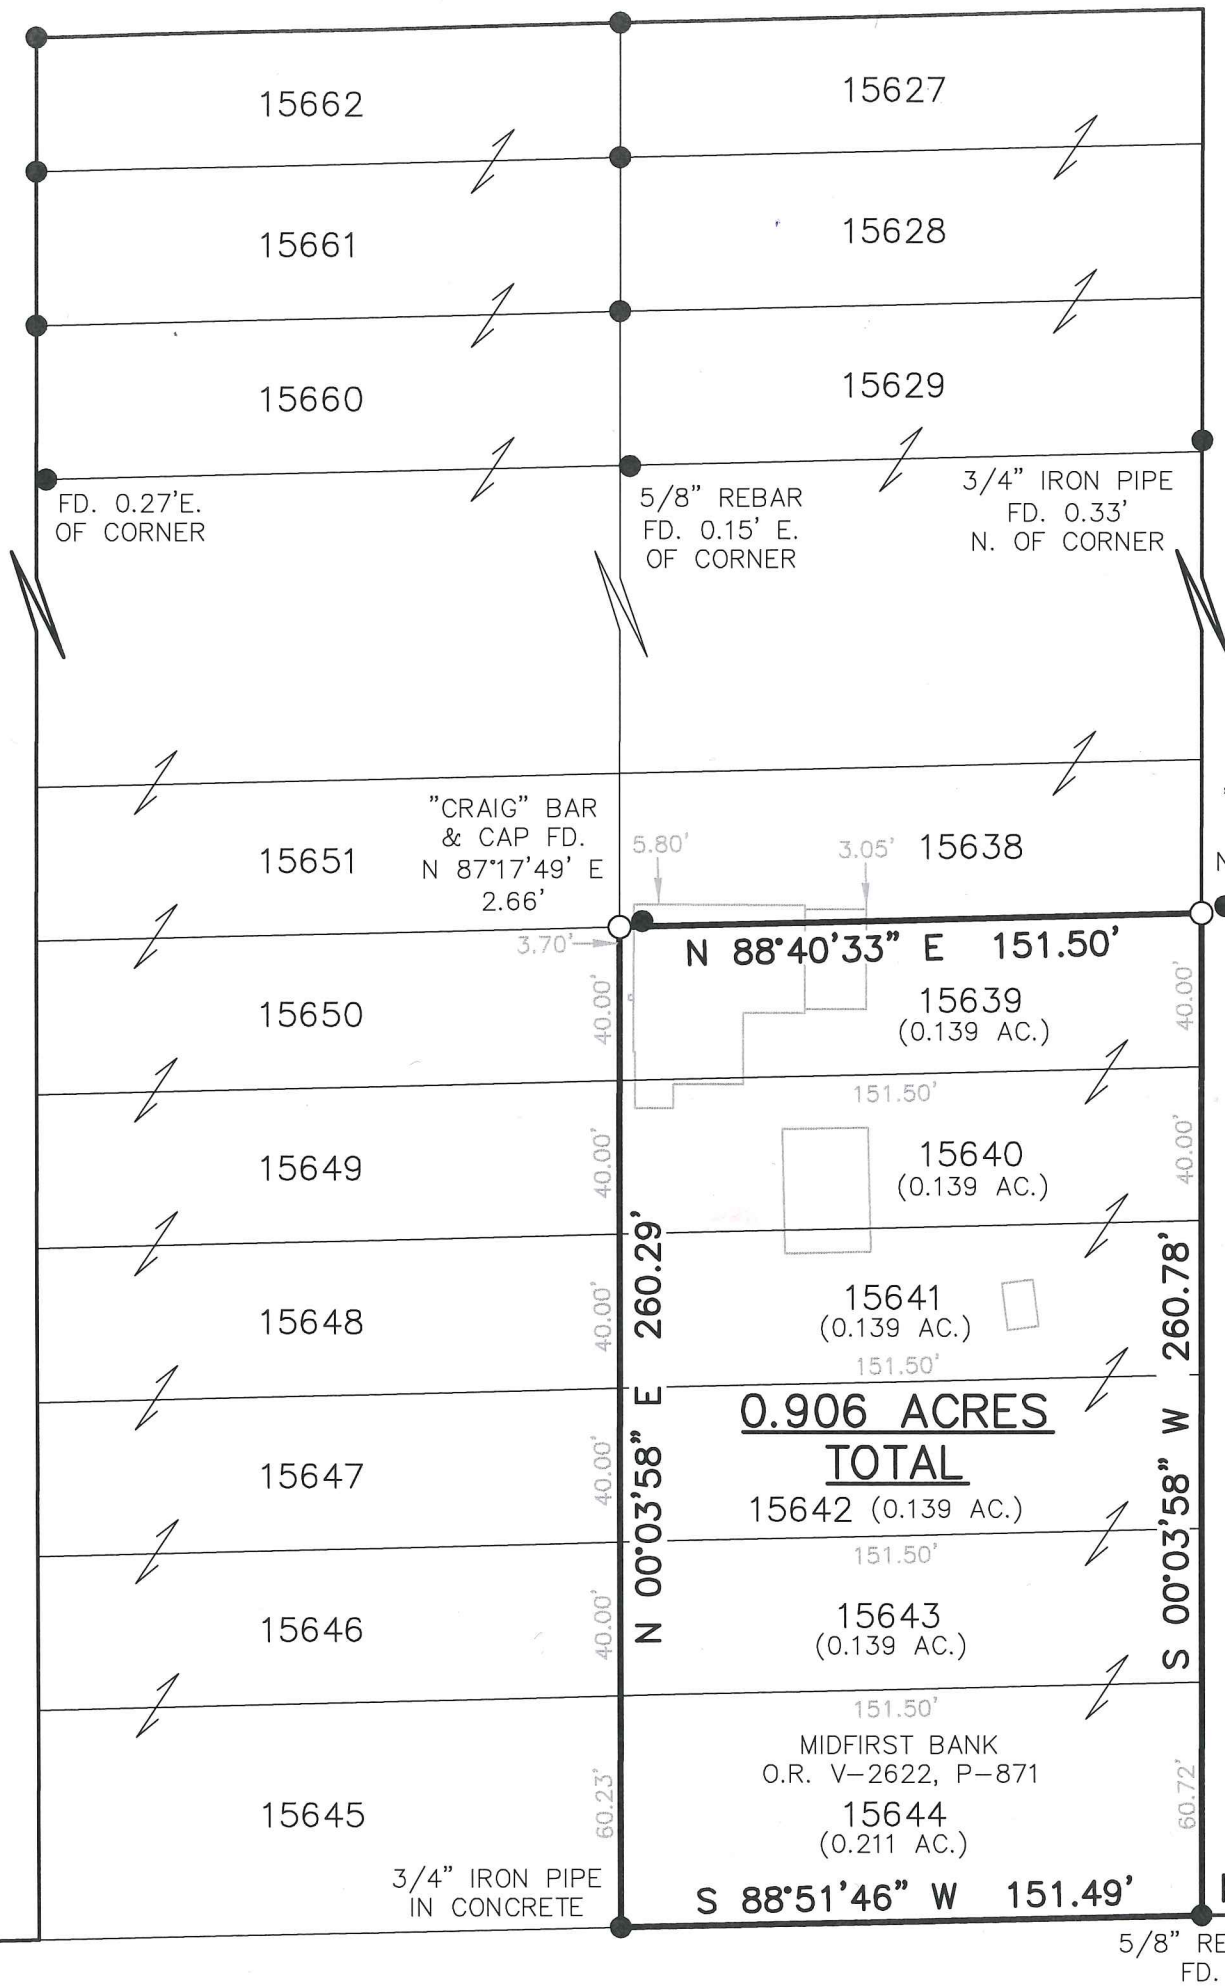 15662
15627
15661
15628
15660
15629
FD. 0.27'E.
OF CORNER
5/8" REBAR
FD. 0.15' E.
OF CORNER
3/4" IRON PIPE
FD. 0.33'
N. OF CORNER
"CRAIG" BAR
& CAP FD.
N 87°17'49' E
2.66'
15651
5.80'
3.05'
15638
N
3.70'
N 88°40'33" E 151.50'
15650
40.00'
15639
(0.139 AC.)
40.00'
151.50'
15649
40.00'
15640
(0.139 AC.)
40.00'
15648
40.00'
N 00°03'58" E 260.29'
15641
(0.139 AC.)
151.50'
S 00°03'58" W 260.78'
0.906 ACRES
TOTAL
15647
40.00'
15642 (0.139 AC.)
151.50'
15646
40.00'
15643
(0.139 AC.)
151.50'
MIDFIRST BANK
O.R. V-2622, P-871
15645
60.23'
15644
(0.211 AC.)
60.72'
3/4" IRON PIPE
IN CONCRETE
S 88°51'46" W 151.49'
5/8" RE
FD.